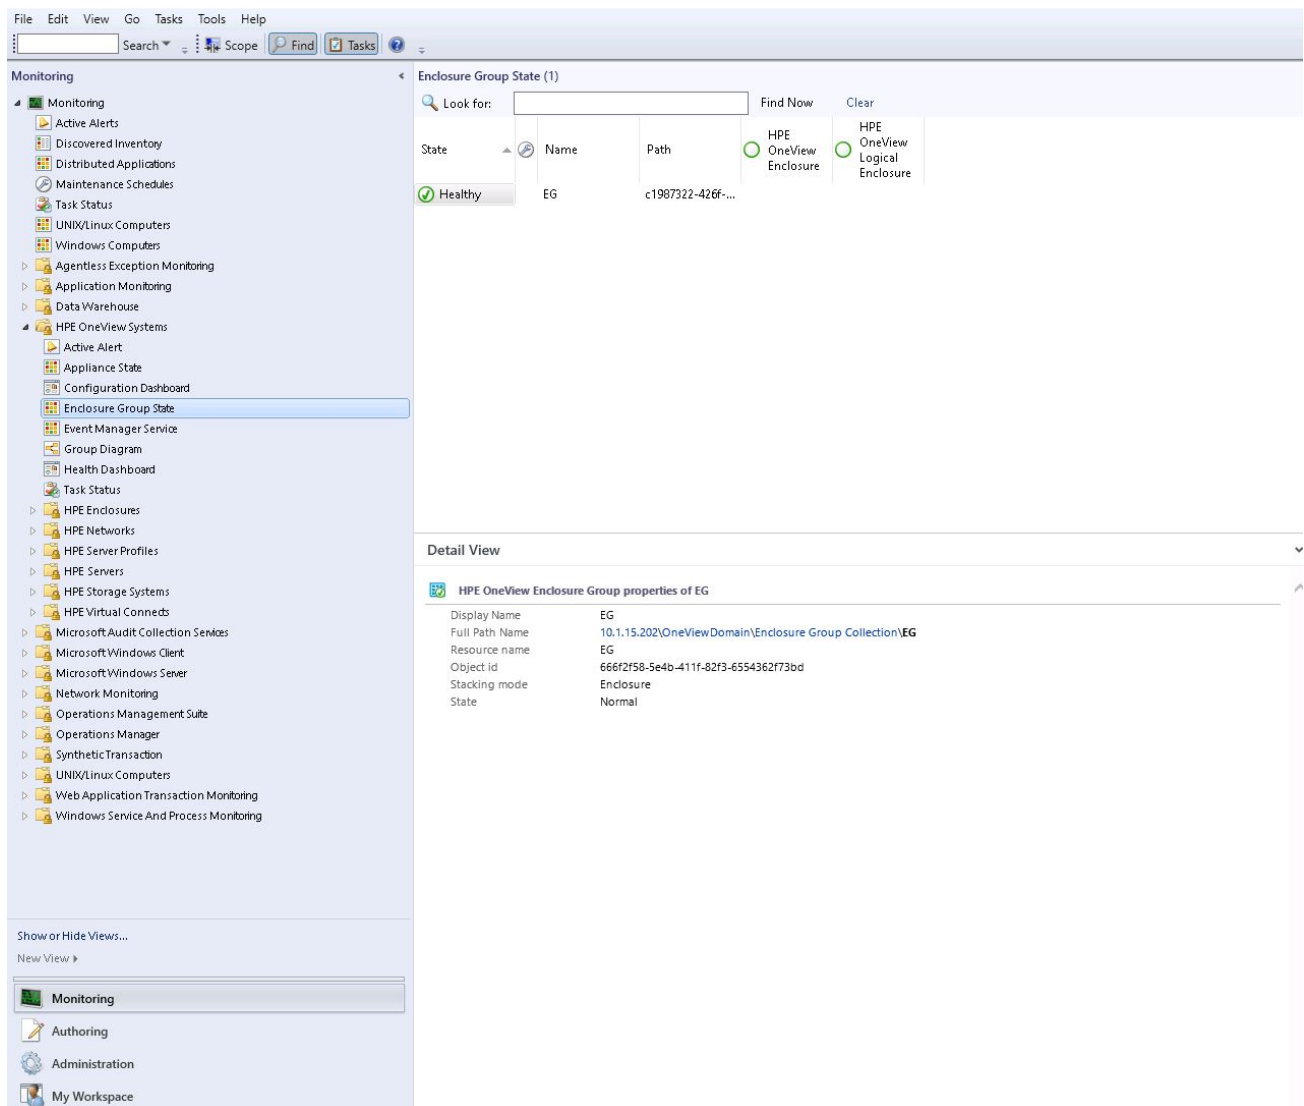 File Edit View Go Tasks Tools Help
Search Scope Find Tasks
Monitoring
Monitoring
Active Alerts
Discovered Inventory
Distributed Applications
Maintenance Schedules
Task Status
UNIX/Linux Computers
Windows Computers
Agentless Exception Monitoring
Application Monitoring
Data Warehouse
HPE OneView Systems
Active Alert
Appliance State
Configuration Dashboard
Enclosure Group State
Event Manager Service
Group Diagram
Health Dashboard
Task Status
HPE Enclosures
HPE Networks
HPE Server Profiles
HPE Servers
HPE Storage Systems
HPE Virtual Connects
Microsoft Audit Collection Services
Microsoft Windows Client
Microsoft Windows Server
Network Monitoring
Operations Management Suite
Operations Manager
Synthetic Transaction
UNIX/Linux Computers
Web Application Transaction Monitoring
Windows Service And Process Monitoring
Show or Hide Views...
New View
Monitoring
Authoring
Administration
My Workspace
Enclosure Group State (1)
Look for: Find Now Clear
State Name Path HPE OneView Enclosure HPE OneView Logical Enclosure
Healthy EG c1987322-426f-...
Detail View
HPE OneView Enclosure Group properties of EG
Display Name EG
Full Path Name 10.1.15.202\OneViewDomain\Enclosure Group Collection\EG
Resource name EG
Object id 666f2f58-5e4b-411f-82f3-6554362f73bd
Stacking mode Enclosure
State Normal